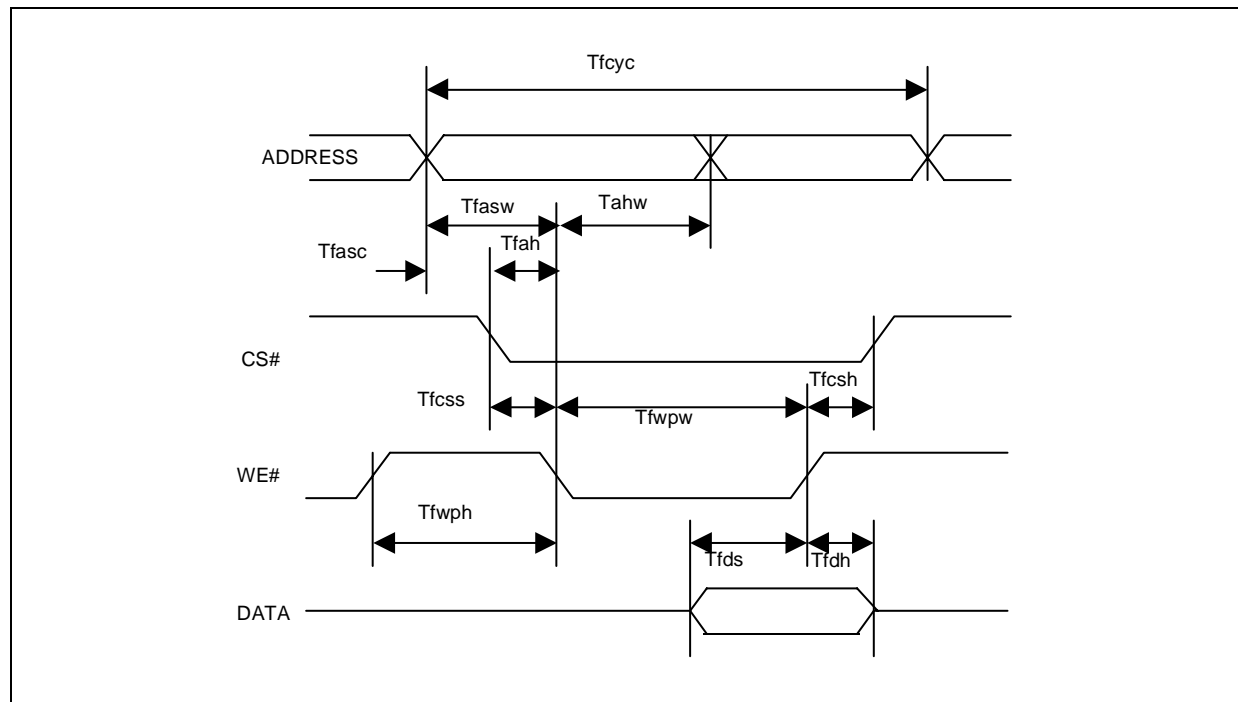 Tfcyc
ADDRESS
Tfasw
Tahw
Tfasc
Tfah
CS#
Tfcss
Tfwpw
Tfcsh
WE#
Tfwph
Tfds
Tfdh
DATA